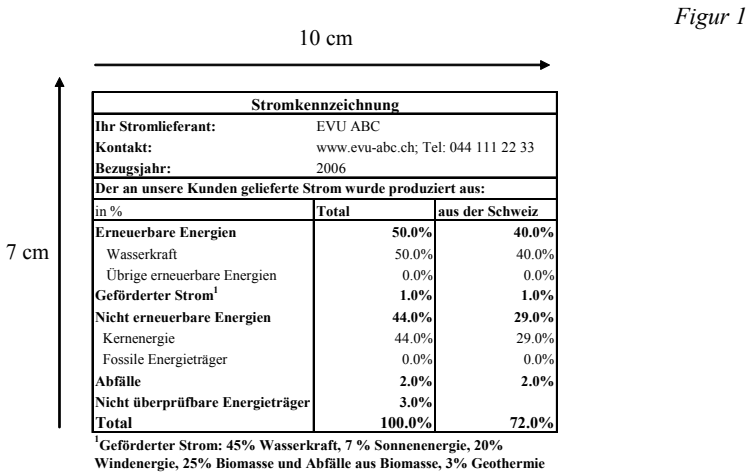 Figur 1
10 cm
7 cm
Stromkennzeichnung
Ihr Stromlieferant: EVU ABC
Kontakt: www.evu-abc.ch; Tel: 044 111 22 33
Bezugsjahr: 2006
Der an unsere Kunden gelieferte Strom wurde produziert aus:
in % Total aus der Schweiz
Erneuerbare Energien 50.0% 40.0%
Wasserkraft 50.0% 40.0%
Übrige erneuerbare Energien 0.0% 0.0%
Geförderter Strom¹ 1.0% 1.0%
Nicht erneuerbare Energien 44.0% 29.0%
Kernenergie 44.0% 29.0%
Fossile Energieträger 0.0% 0.0%
Abfälle 2.0% 2.0%
Nicht überprüfbare Energieträger 3.0%
Total 100.0% 72.0%
¹Geförderter Strom: 45% Wasserkraft, 7 % Sonnenenergie, 20%
Windenergie, 25% Biomasse und Abfälle aus Biomasse, 3% Geothermie